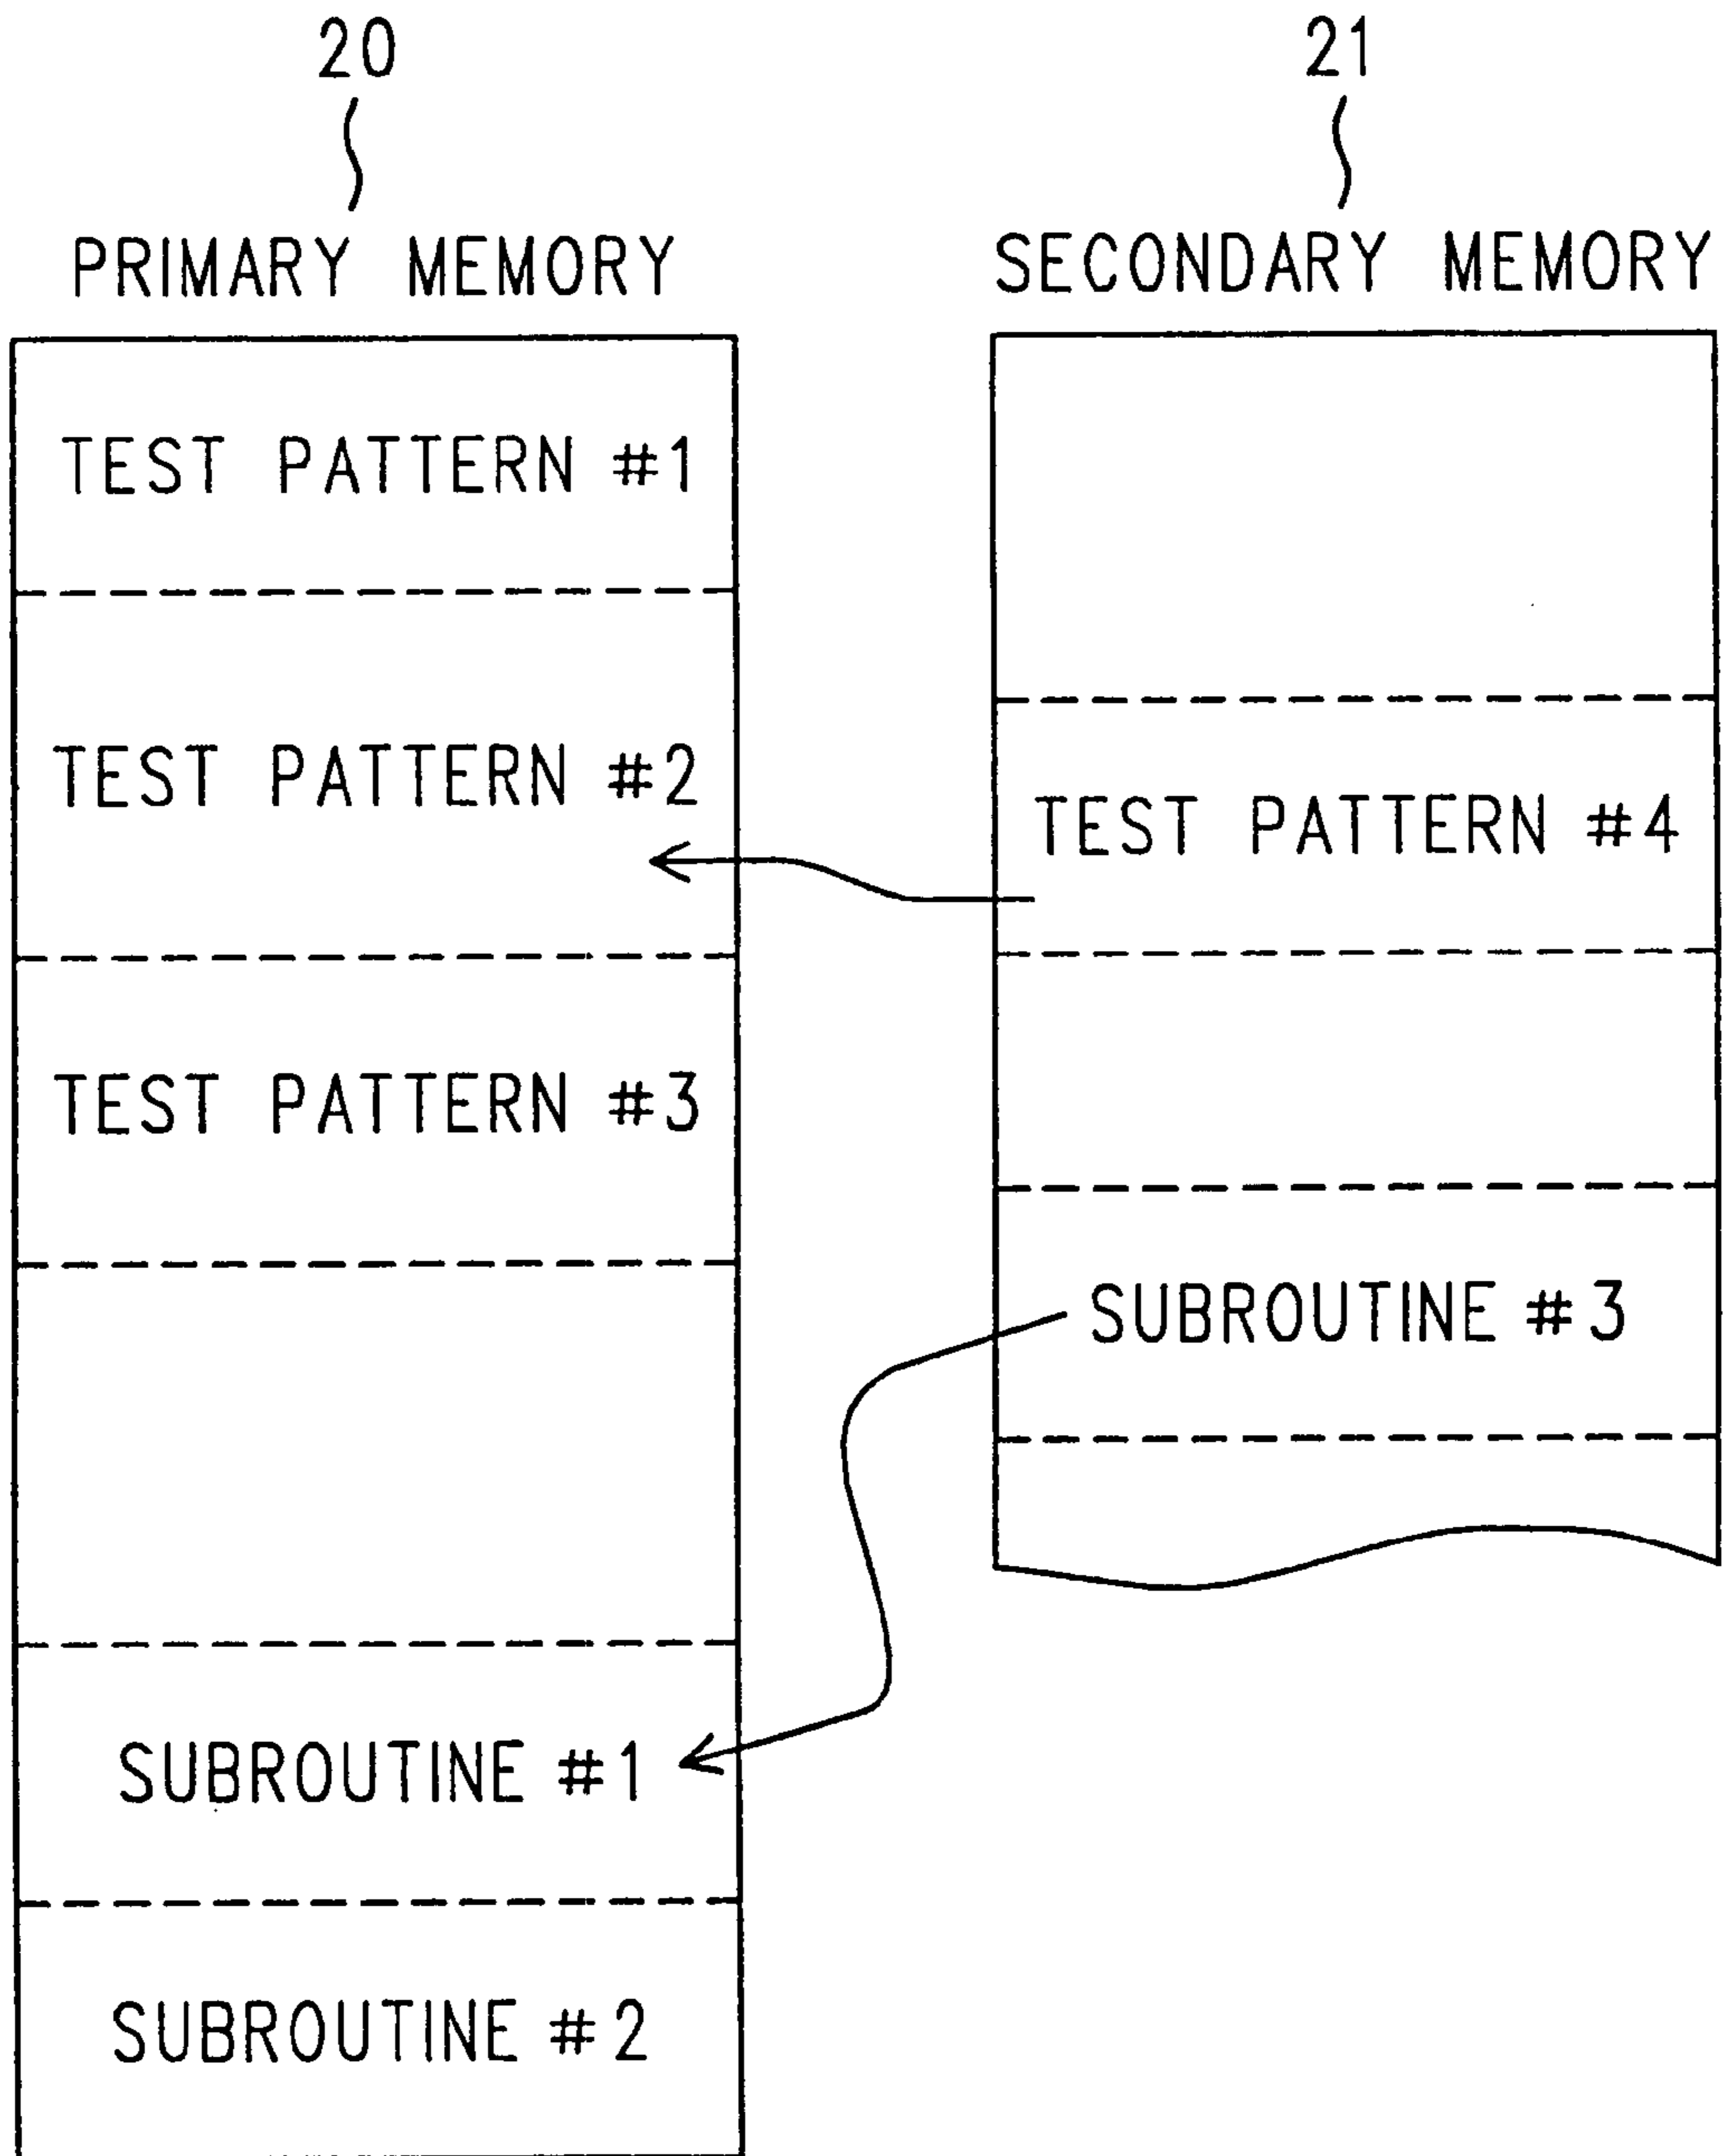 20
PRIMARY MEMORY
TEST PATTERN #1
TEST PATTERN #2
TEST PATTERN #3
SUBROUTINE #1
SUBROUTINE #2
21
SECONDARY MEMORY
TEST PATTERN #4
SUBROUTINE #3